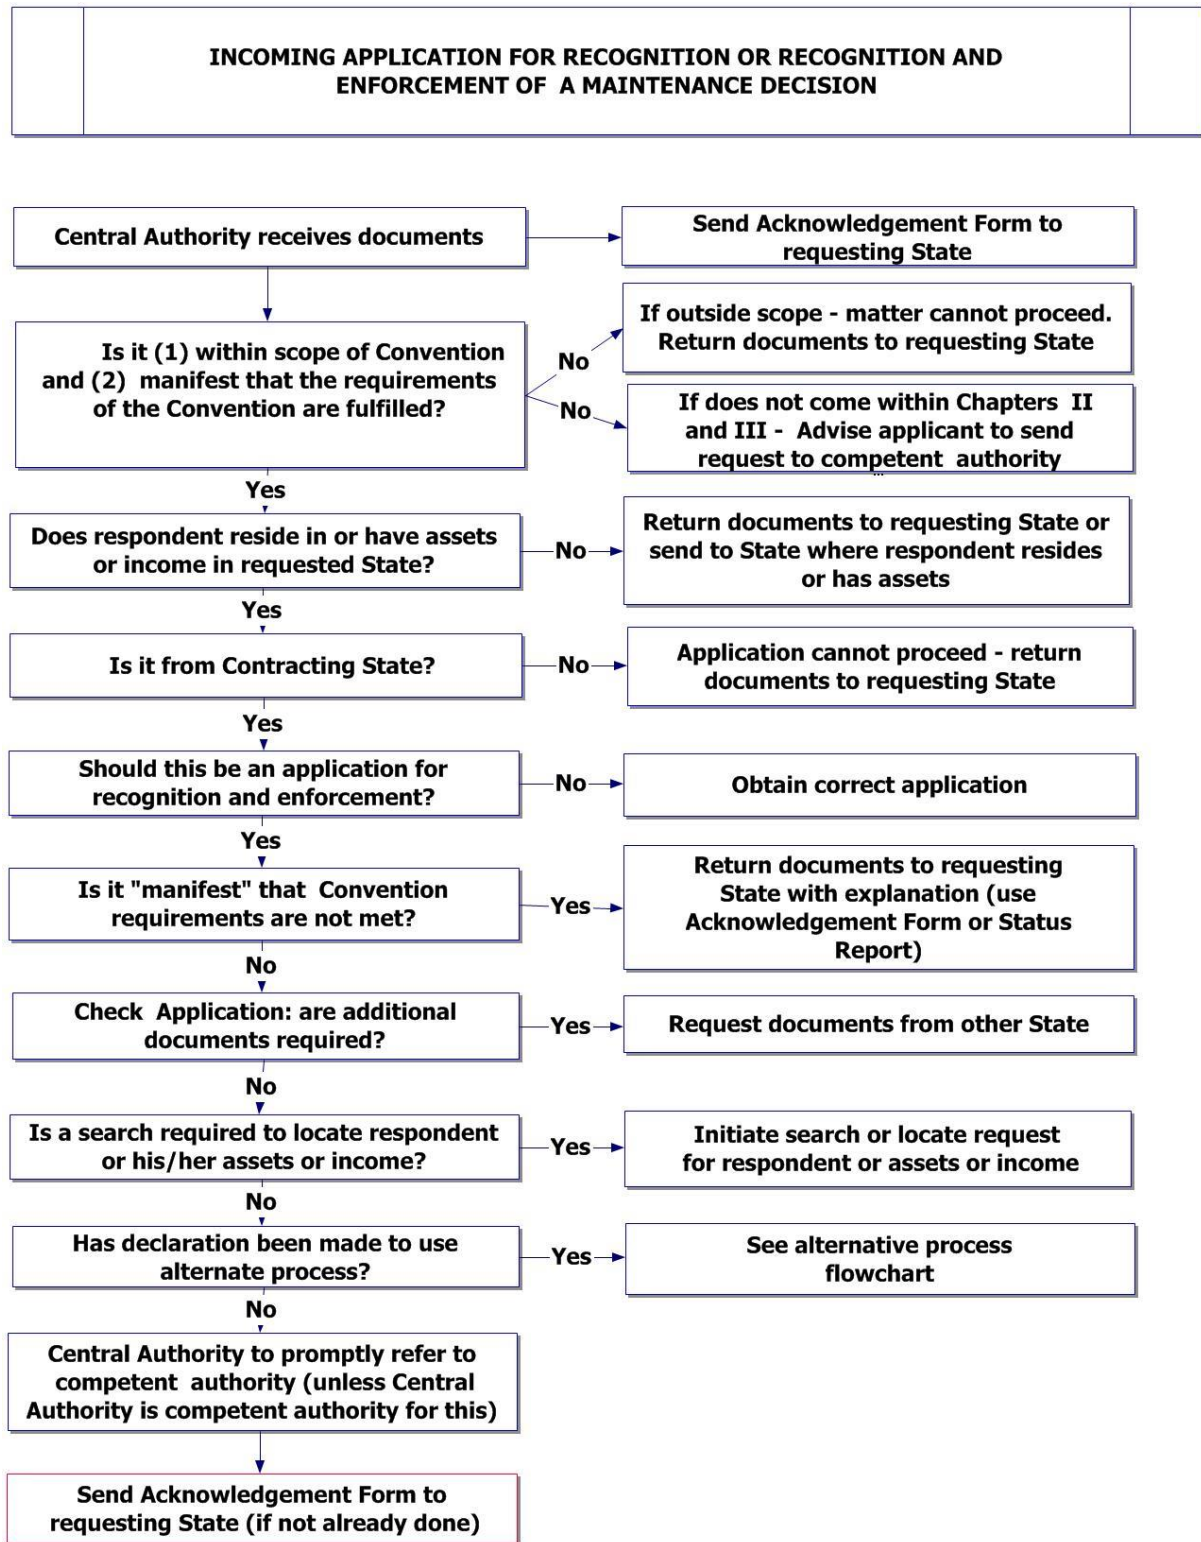 INCOMING APPLICATION FOR RECOGNITION OR RECOGNITION AND
ENFORCEMENT OF A MAINTENANCE DECISION
Central Authority receives documents
Send Acknowledgement Form to
requesting State
Is it (1) within scope of Convention
and (2) manifest that the requirements
of the Convention are fulfilled?
No
If outside scope - matter cannot proceed.
Return documents to requesting State
No
If does not come within Chapters II
and III - Advise applicant to send
request to competent authority
Yes
Does respondent reside in or have assets
or income in requested State?
No
Return documents to requesting State or
send to State where respondent resides
or has assets
Yes
Is it from Contracting State?
No
Application cannot proceed - return
documents to requesting State
Yes
Should this be an application for
recognition and enforcement?
No
Obtain correct application
Yes
Is it "manifest" that Convention
requirements are not met?
Yes
Return documents to requesting
State with explanation (use
Acknowledgement Form or Status
Report)
No
Check Application: are additional
documents required?
Yes
Request documents from other State
No
Is a search required to locate respondent
or his/her assets or income?
Yes
Initiate search or locate request
for respondent or assets or income
No
Has declaration been made to use
alternate process?
Yes
See alternative process
flowchart
No
Central Authority to promptly refer to
competent authority (unless Central
Authority is competent authority for this)
Send Acknowledgement Form to
requesting State (if not already done)